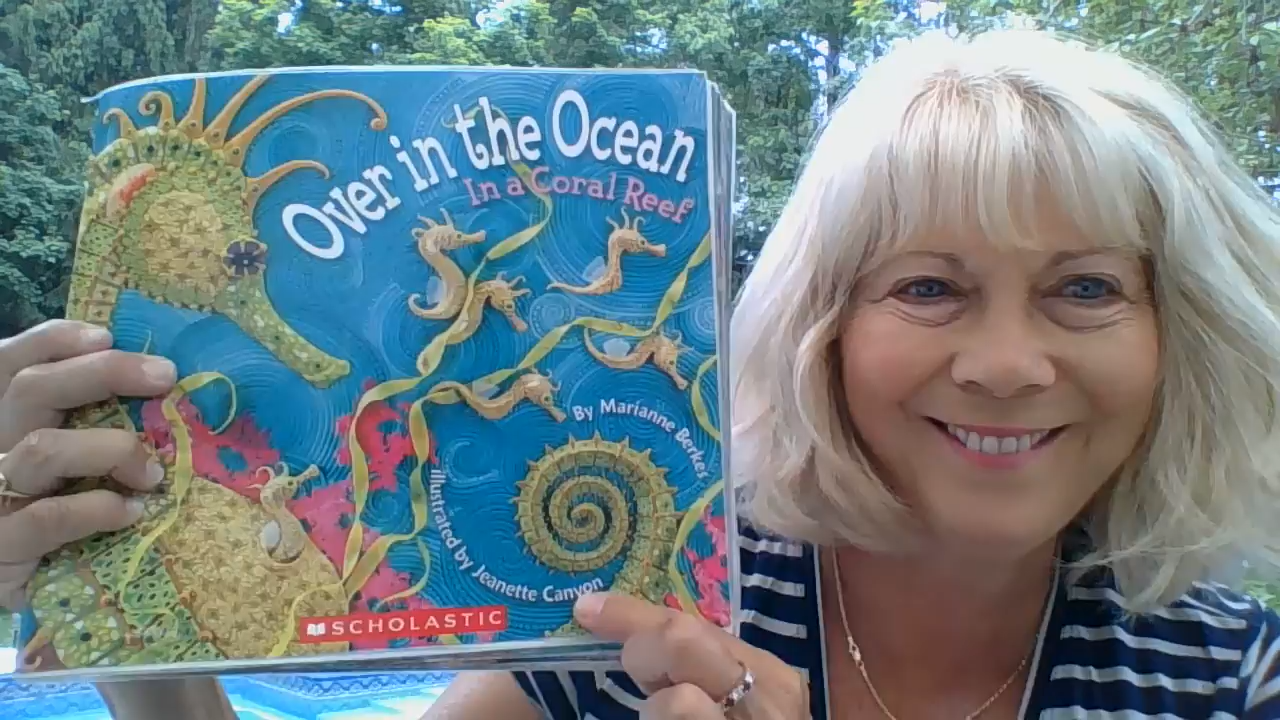 Over in the Ocean
In a Coral Reef
By Marianne Berkes
illustrated by Jeanette Canyon
SCHOLASTIC